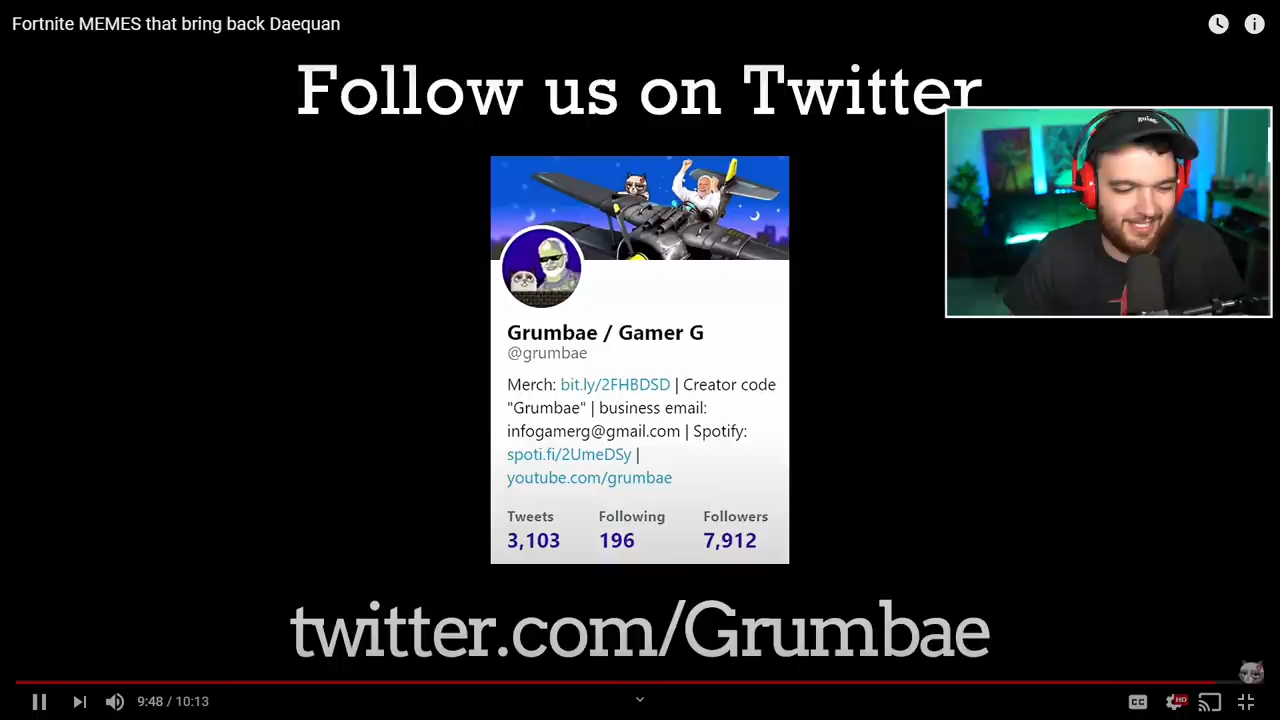 Fortnite MEMES that bring back Daequan
Follow us on Twitter
Grumbae / Gamer G
@grumbae
Merch: bit.ly/2FHBDSD | Creator code
"Grumbae" | business email:
infogamerg@gmail.com | Spotify:
spoti.fi/2UmeDSy |
youtube.com/grumbae
Tweets Following Followers
3,103 196 7,912
twitter.com/Grumbae
9:48 / 10:13
CC HD